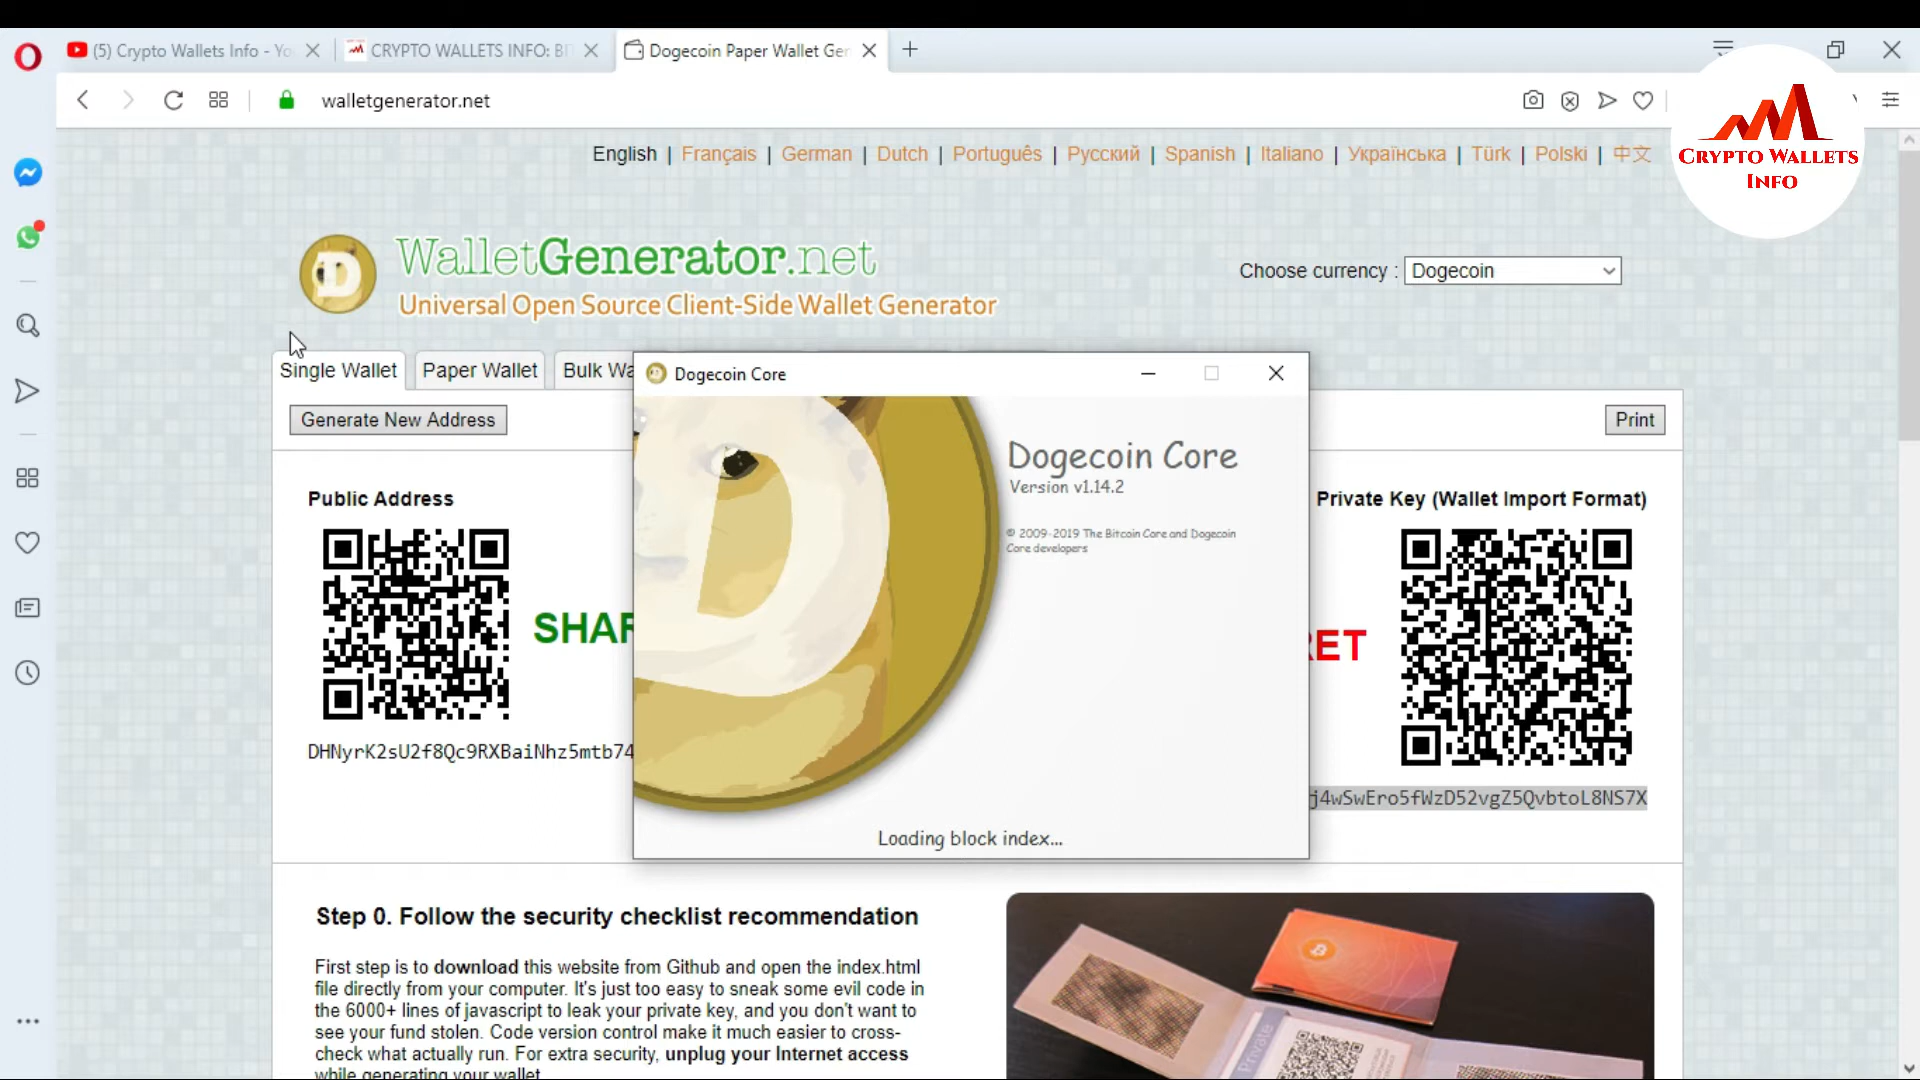 (5) Crypto Wallets Info - Yo
CRYPTO WALLETS INFO: BI
Dogecoin Paper Wallet Ger
walletgenerator.net
CRYPTO WALLETS
INFO
English | Français | German | Dutch | Português | Русский | Spanish | Italiano | Українська | Türk | Polski | 中文
WalletGenerator.net
Universal Open Source Client-Side Wallet Generator
Choose currency : Dogecoin
Single Wallet
Paper Wallet
Bulk Wa
Dogecoin Core
Generate New Address
Print
Dogecoin Core
Version v1.14.2
© 2009-2019 The Bitcoin Core and Dogecoin
Core developers
Public Address
Private Key (Wallet Import Format)
SHAR
RET
DHNyrK2sU2f8Qc9RXBaiNhz5mtb74
j4wSwEro5fWzD52vgZ5QvbtoL8NS7X
Loading block index...
Step 0. Follow the security checklist recommendation
First step is to download this website from Github and open the index.html
file directly from your computer. It's just too easy to sneak some evil code in
the 6000+ lines of javascript to leak your private key, and you don't want to
see your fund stolen. Code version control make it much easier to cross-
check what actually run. For extra security, unplug your Internet access
while generating your wallet.
Private